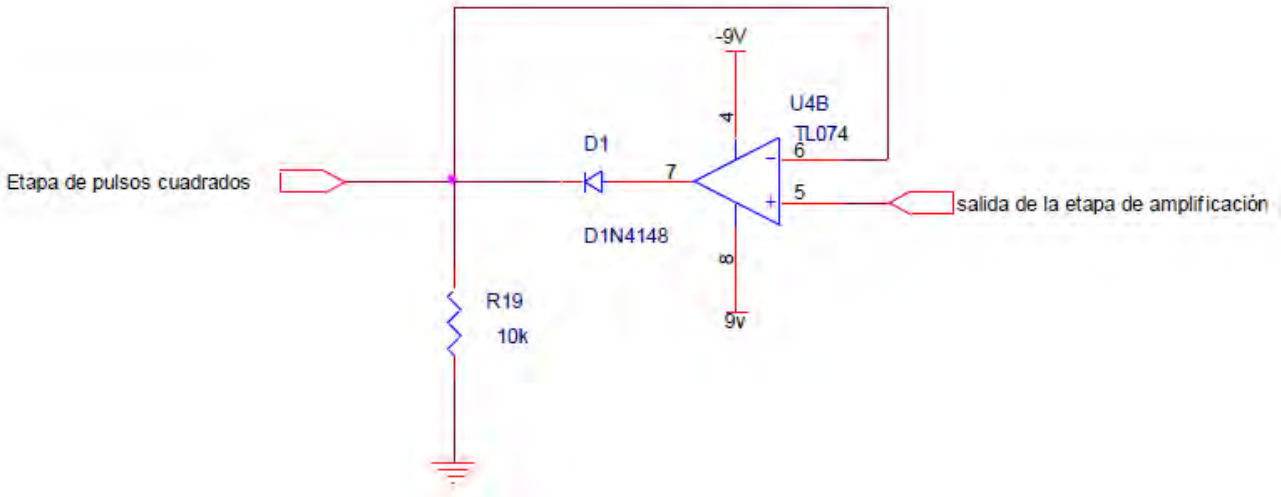 -9V
U4B
TL074
4
6
D1
7
5
Etapa de pulsos cuadrados
salida de la etapa de amplificación
D1N4148
8
R19
10k
9v